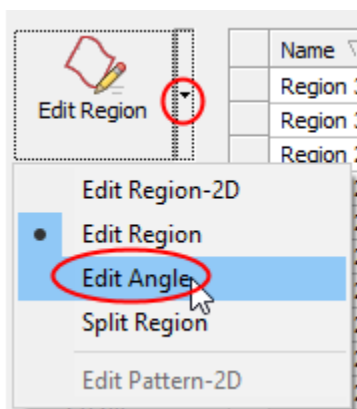 Name
Edit Region
Region
Region
Region
Edit Region-2D
Edit Region
Edit Angle
Split Region
Edit Pattern-2D